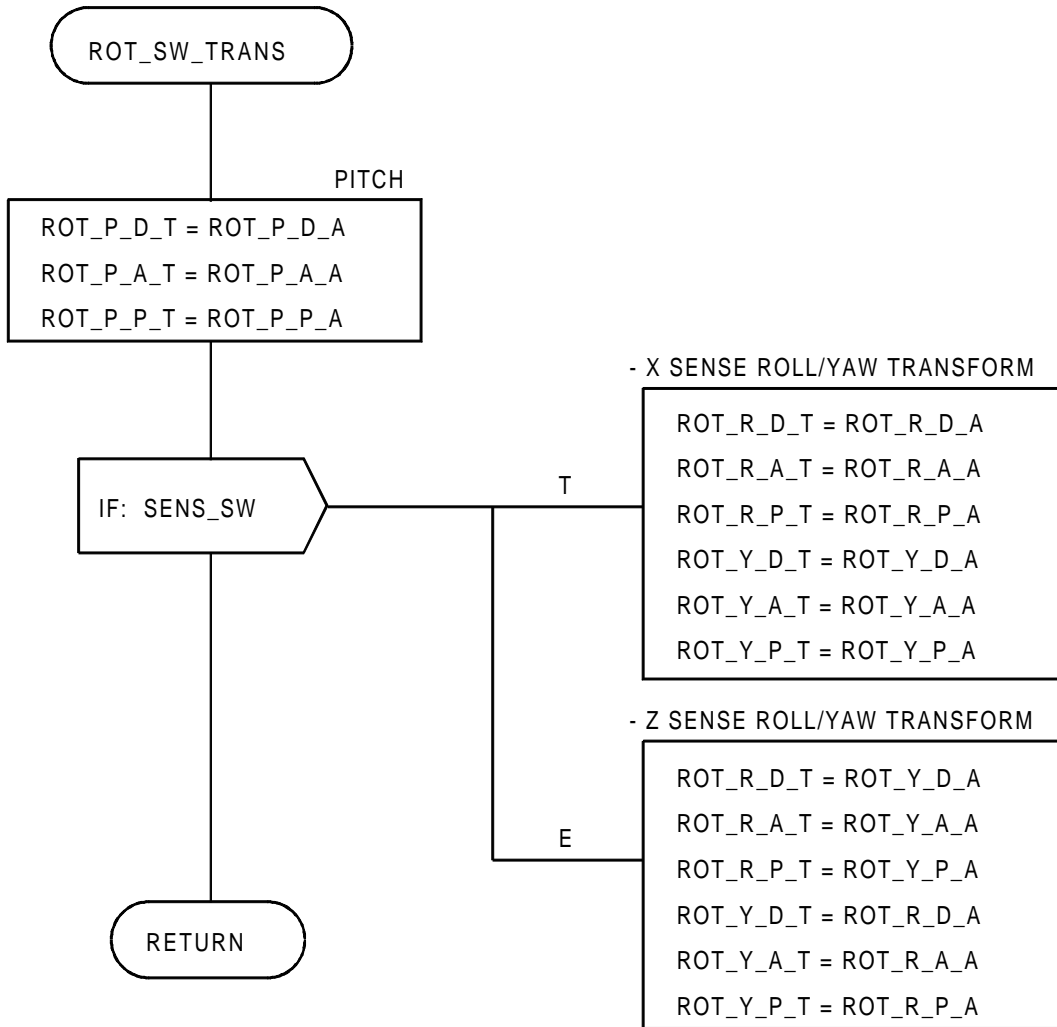 ROT_SW_TRANS
PITCH
ROT_P_D_T = ROT_P_D_A
ROT_P_A_T = ROT_P_A_A
ROT_P_P_T = ROT_P_P_A
IF: SENS_SW
T
- X SENSE ROLL/YAW TRANSFORM
ROT_R_D_T = ROT_R_D_A
ROT_R_A_T = ROT_R_A_A
ROT_R_P_T = ROT_R_P_A
ROT_Y_D_T = ROT_Y_D_A
ROT_Y_A_T = ROT_Y_A_A
ROT_Y_P_T = ROT_Y_P_A
E
- Z SENSE ROLL/YAW TRANSFORM
ROT_R_D_T = ROT_Y_D_A
ROT_R_A_T = ROT_Y_A_A
ROT_R_P_T = ROT_Y_P_A
ROT_Y_D_T = ROT_R_D_A
ROT_Y_A_T = ROT_R_A_A
ROT_Y_P_T = ROT_R_P_A
RETURN